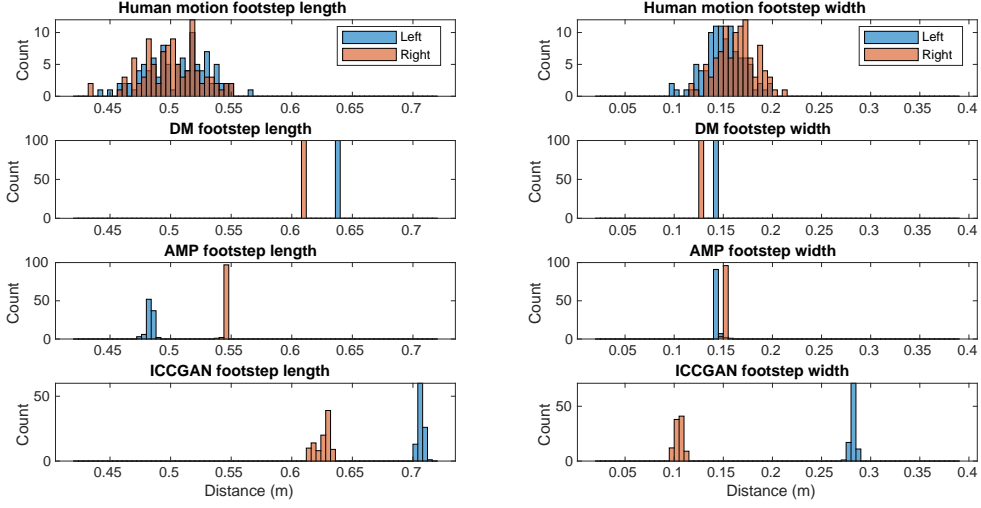 Human motion footstep length
Count
10
5
0
0.45 0.5 0.55 0.6 0.65 0.7
Left
Right
Human motion footstep width
Count
10
5
0
0.05 0.1 0.15 0.2 0.25 0.3 0.35 0.4
Left
Right
DM footstep length
Count
100
50
0
0.45 0.5 0.55 0.6 0.65 0.7
DM footstep width
Count
100
50
0
0.05 0.1 0.15 0.2 0.25 0.3 0.35 0.4
AMP footstep length
Count
100
50
0
0.45 0.5 0.55 0.6 0.65 0.7
AMP footstep width
Count
100
50
0
0.05 0.1 0.15 0.2 0.25 0.3 0.35 0.4
ICCGAN footstep length
Count
50
0
0.45 0.5 0.55 0.6 0.65 0.7
Distance (m)
ICCGAN footstep width
Count
50
0
0.05 0.1 0.15 0.2 0.25 0.3 0.35 0.4
Distance (m)